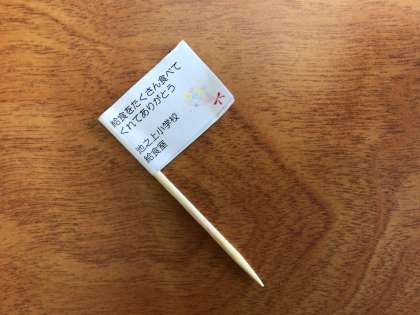 給食をたくさん食べて
くれてありがとう
池之上小学校
給食室